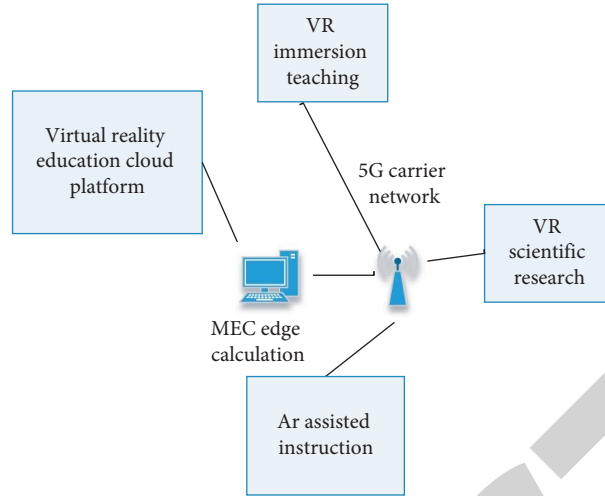 VR
immersion
teaching
Virtual reality
education cloud
platform
5G carrier
network
VR
scientific
research
MEC edge
calculation
Ar assisted
instruction